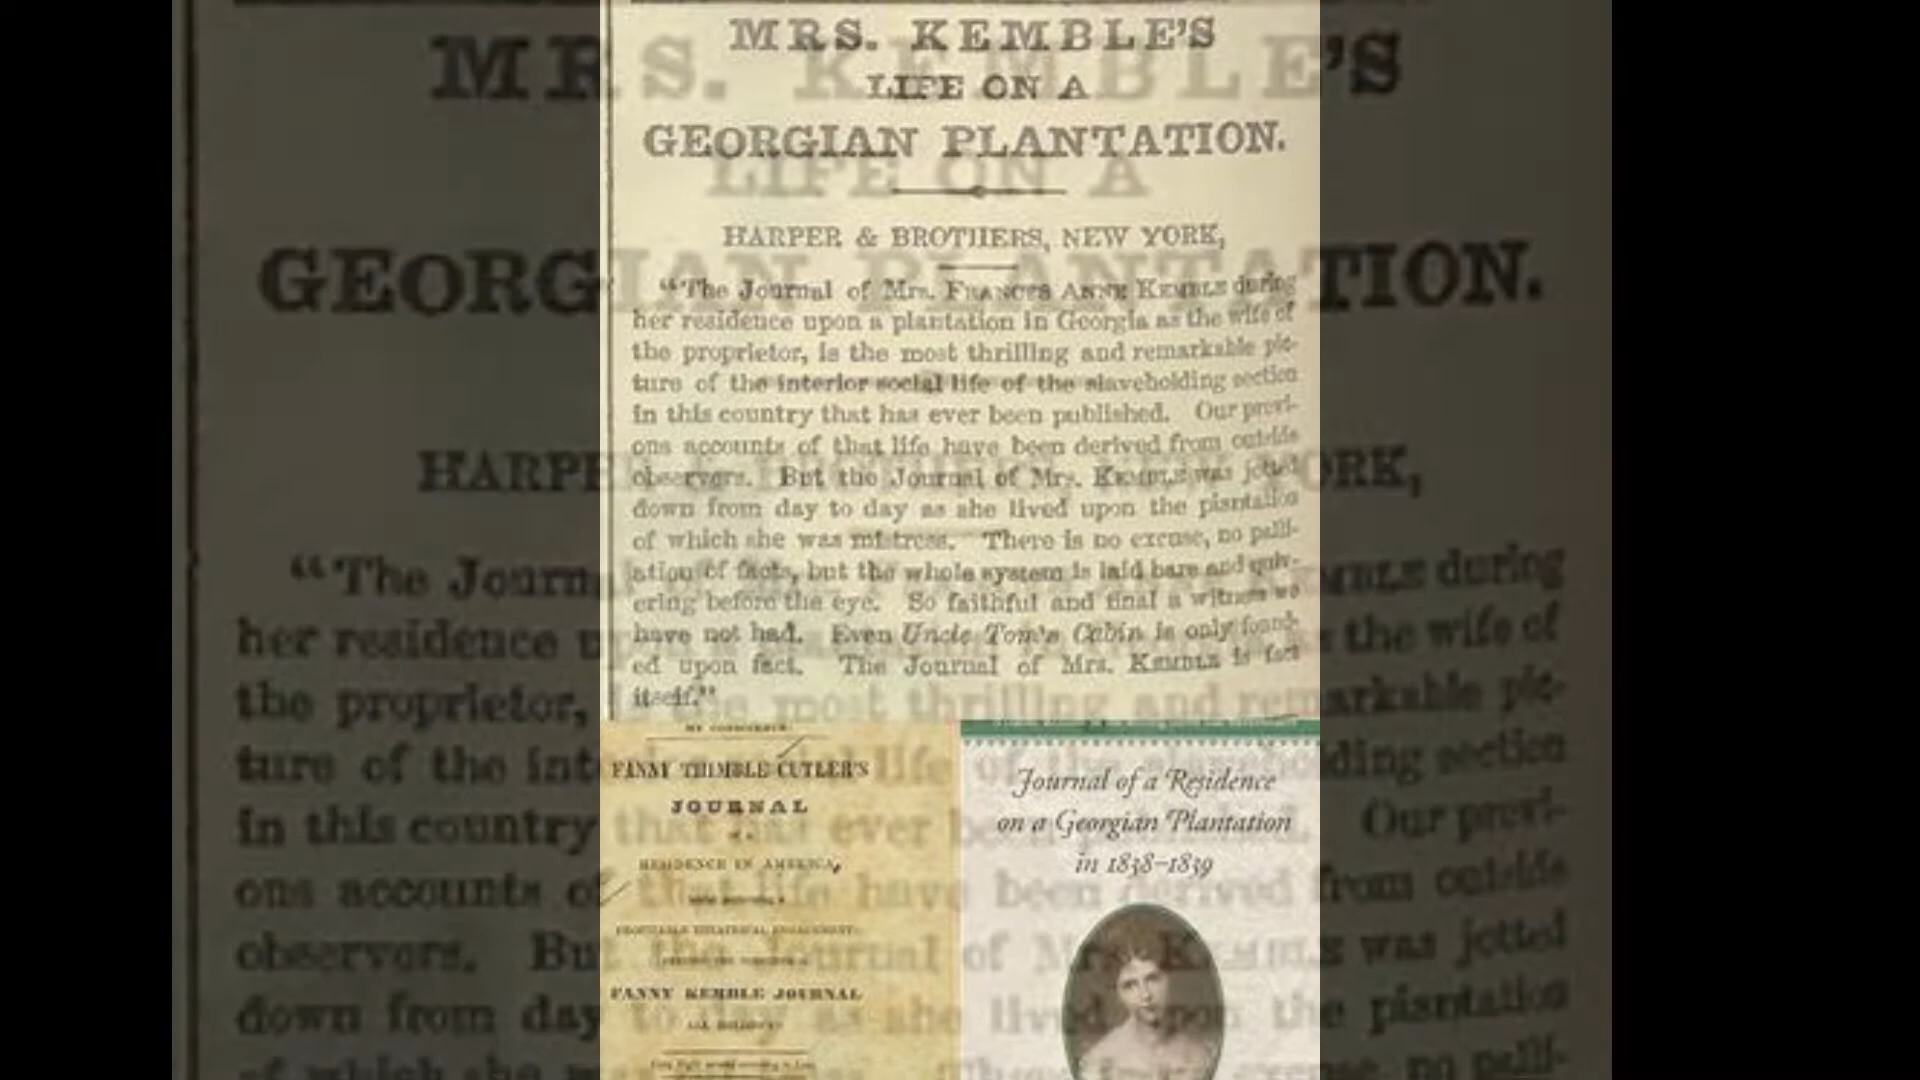 MRS. KEMBLE'S
LIFE ON A
GEORGIAN PLANTATION.
HARPER & BROTHERS, NEW YORK,
"The Journal of Mrs. FRANCES ANNE KEMBLE during
her residence upon a plantation in Georgia as the wife of
the proprietor, is the most thrilling and remarkable pic-
ture of the interior social life of the slaveholding section
in this country that has ever been published. Our previ-
ous accounts of that life have been derived from outside
observers. But the Journal of Mrs. KEMBLE was jotted
down from day to day as she lived upon the plantation
of which she was mistress. There is no excuse, no palli-
ation of facts, but the whole system is laid bare and quiv-
ering before the eye. So faithful and final a witness we
have not had. Even Uncle Tom's Cabin is only found-
ed upon fact. The Journal of Mrs. KEMBLE is fact
itself."
FANNY THIMBLE CUTLER'S
JOURNAL
OF A
RESIDENCE IN AMERICA,
PROFITABLE THEATRICAL ENGAGEMENT:
FANNY KEMBLE JOURNAL
Journal of a Residence
on a Georgian Plantation
in 1838–1839